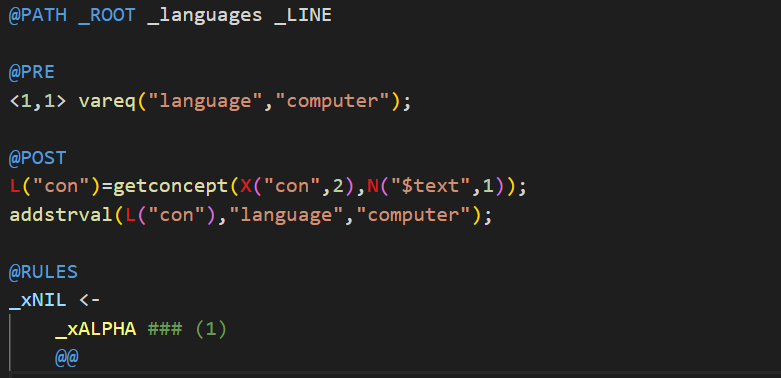 @PATH _ROOT _languages _LINE
@PRE
<1,1> vareq("language","computer");
@POST
L("con")=getconcept(X("con",2),N("$text",1));
addstrval(L("con"),"language","computer");
@RULES
_xNIL <-
_xALPHA ### (1)
@@